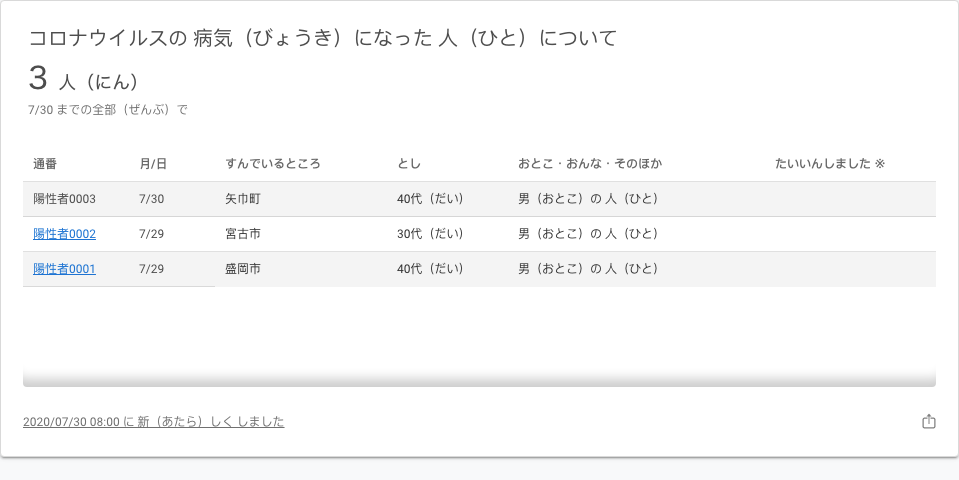 コロナウイルスの 病気（びょうき）になった 人（ひと）について
3 人（にん）
7/30 までの全部（ぜんぶ）で
通番 月/日 すんでいるところ とし おとこ・おんな・そのほか たいいんしました ※
陽性者0003 7/30 矢巾町 40代（だい） 男（おとこ）の 人（ひと）
陽性者0002 7/29 宮古市 30代（だい） 男（おとこ）の 人（ひと）
陽性者0001 7/29 盛岡市 40代（だい） 男（おとこ）の 人（ひと）
2020/07/30 08:00 に 新（あたら）しく しました